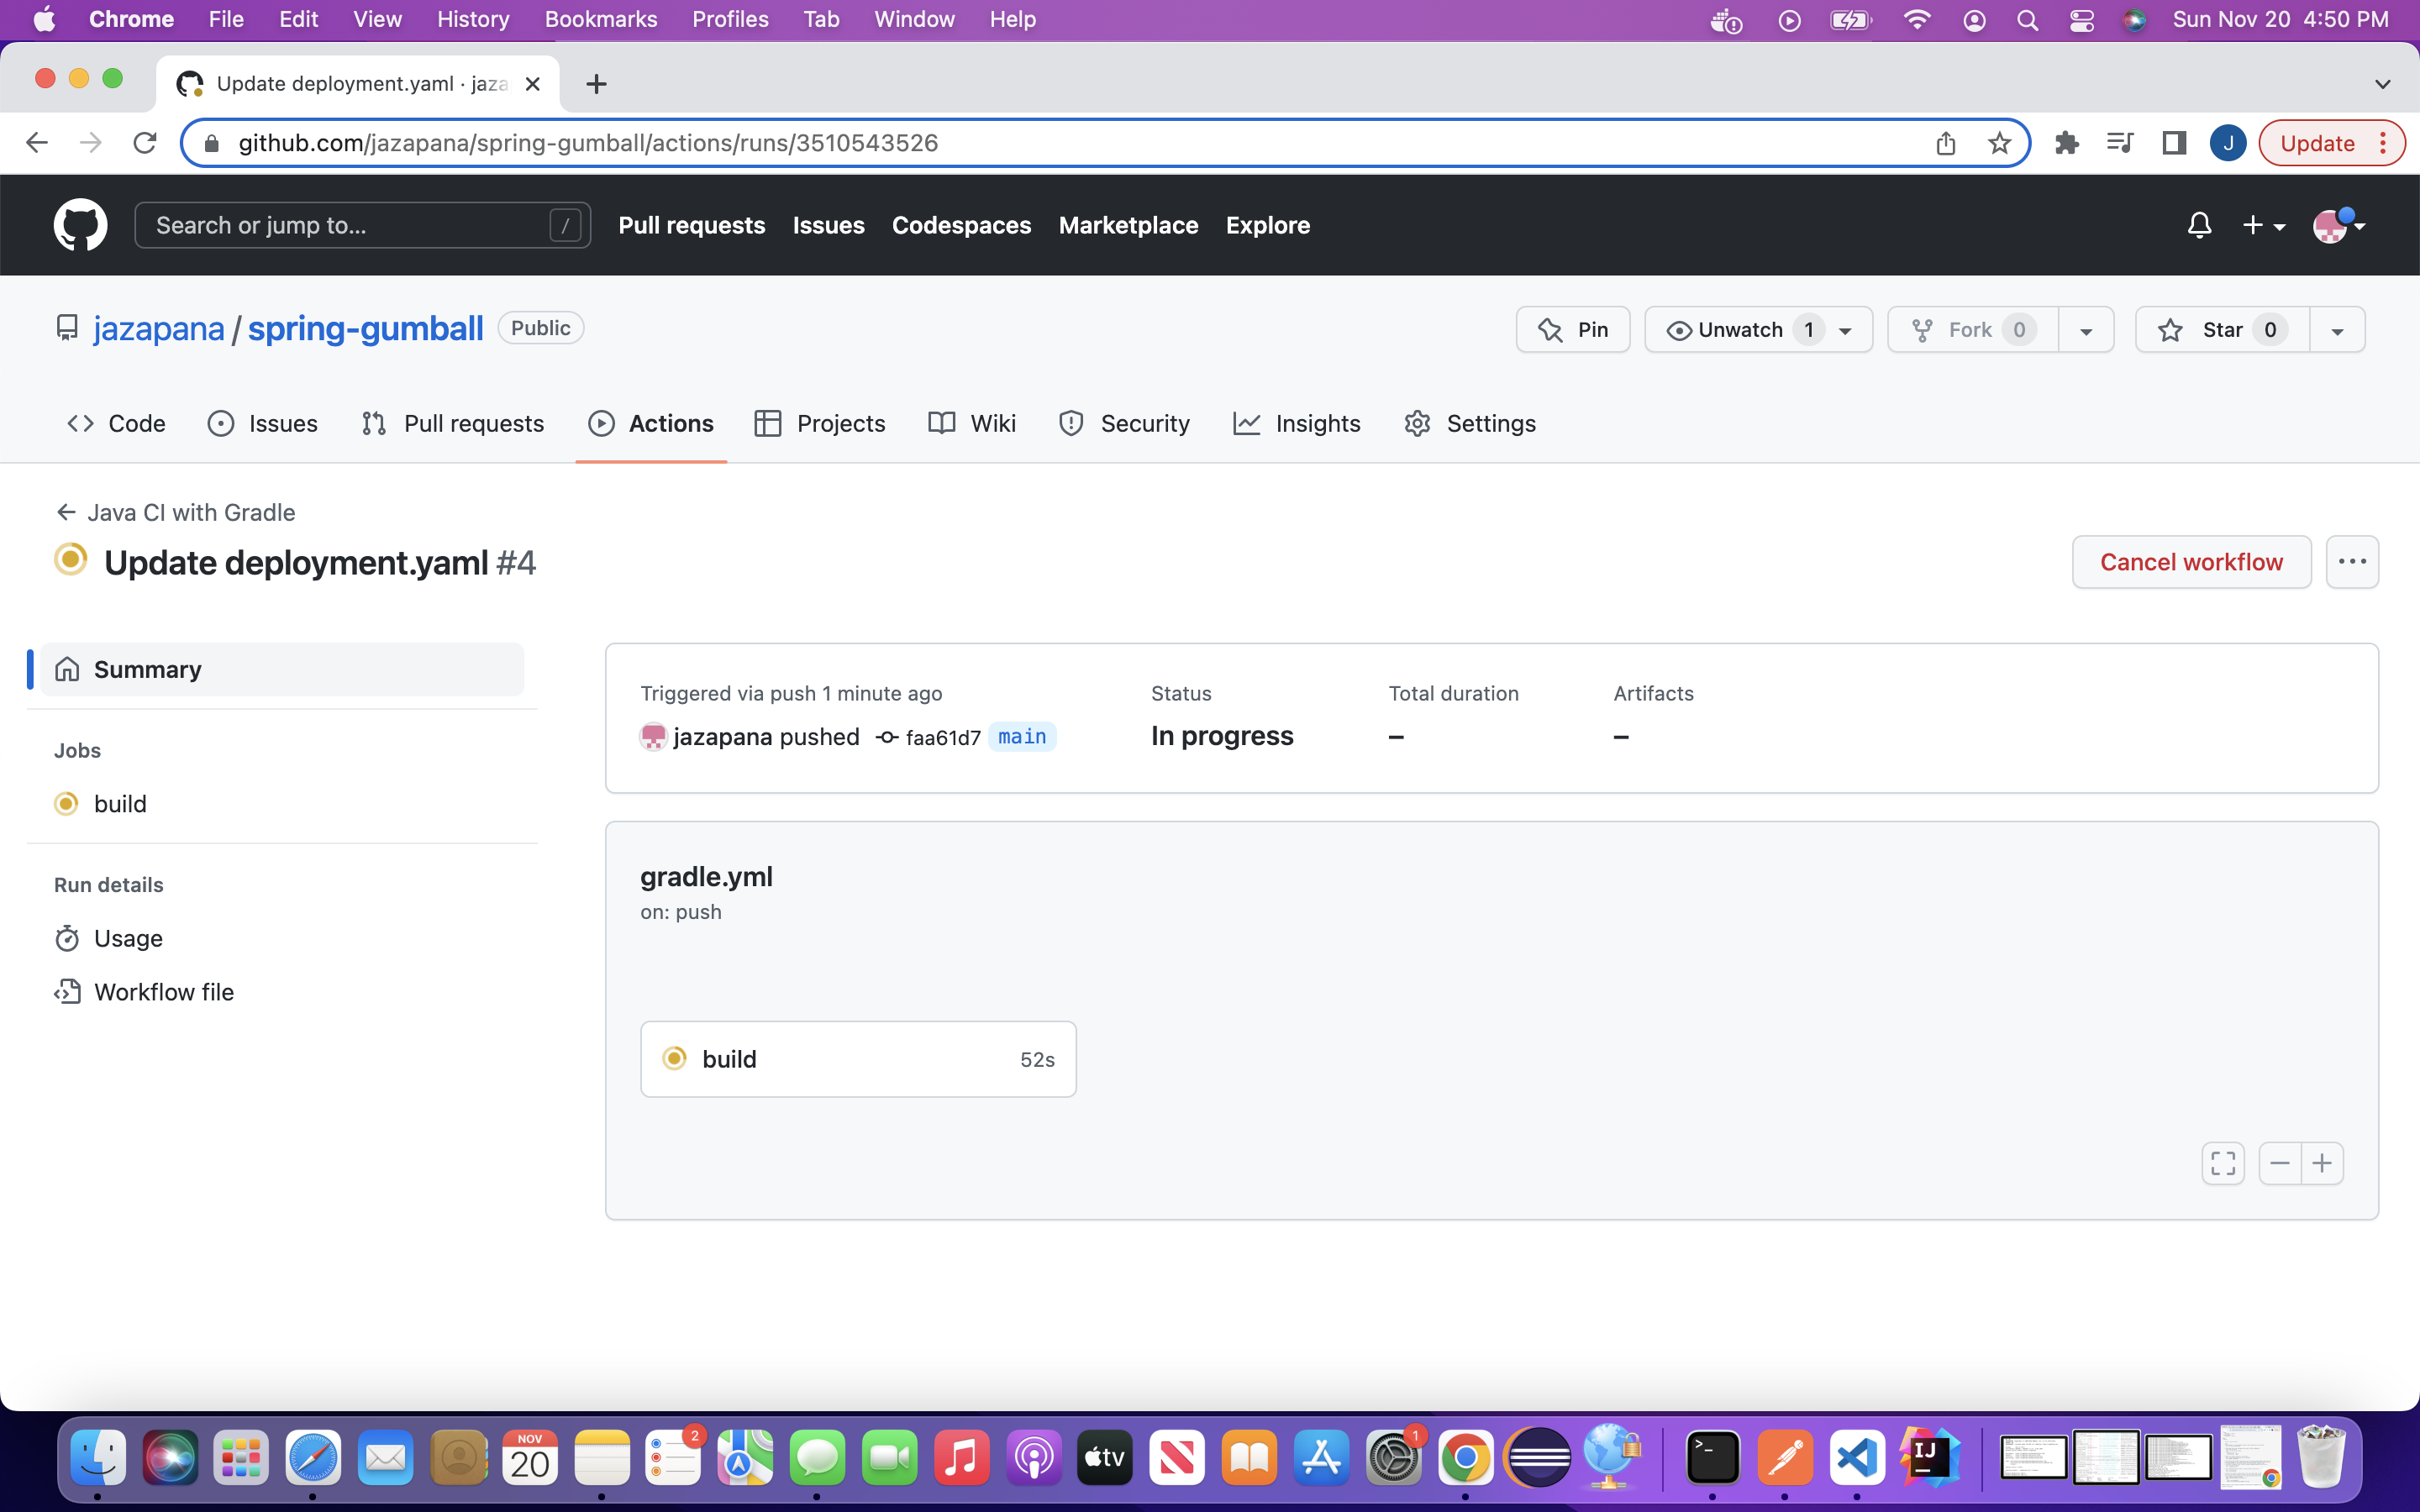 Chrome File Edit View History Bookmarks Profiles Tab Window Help Sun Nov 20 4:50 PM
Update deployment.yaml · jaza
github.com/jazapana/spring-gumball/actions/runs/3510543526 J Update
Search or jump to... / Pull requests Issues Codespaces Marketplace Explore
jazapana / spring-gumball Public Pin Unwatch 1 Fork 0 Star 0
Code Issues Pull requests Actions Projects Wiki Security Insights Settings
← Java CI with Gradle
Update deployment.yaml #4 Cancel workflow ···
Summary
Jobs
build
Run details
Usage
Workflow file
Triggered via push 1 minute ago Status Total duration Artifacts
jazapana pushed faa61d7 main In progress – –
gradle.yml
on: push
build 52s
NOV
20
2
tv
1
>_
IJ